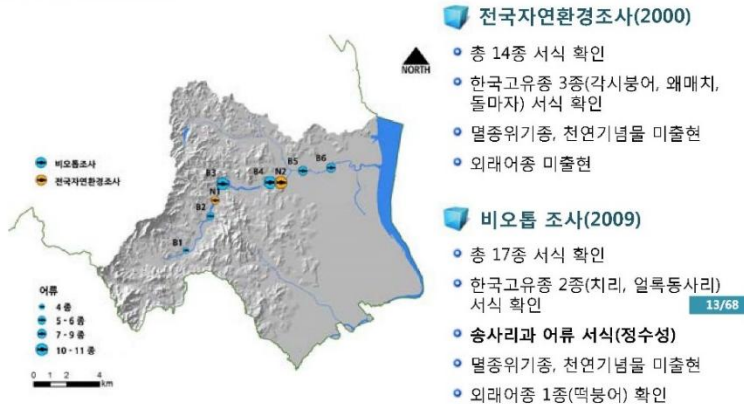 전국자연환경조사(2000)
총 14종 서식 확인
한국고유종 3종(각시붕어, 왜매치,
돌마자) 서식 확인
멸종위기종, 천연기념물 미출현
외래어종 미출현
비오톱 조사(2009)
총 17종 서식 확인
한국고유종 2종(치리, 얼록동사리)
서식 확인
13/68
송사리과 어류 서식(정수성)
멸종위기종, 천연기념물 미출현
외래어종 1종(떡붕어) 확인
NORTH
비오톱조사
전국자연환경조사
B1
B2
N1
B3
B4
N2
B5
B6
어류
4 종
5 - 6 종
7 - 9 종
10 - 11 종
0 1 2 4
km